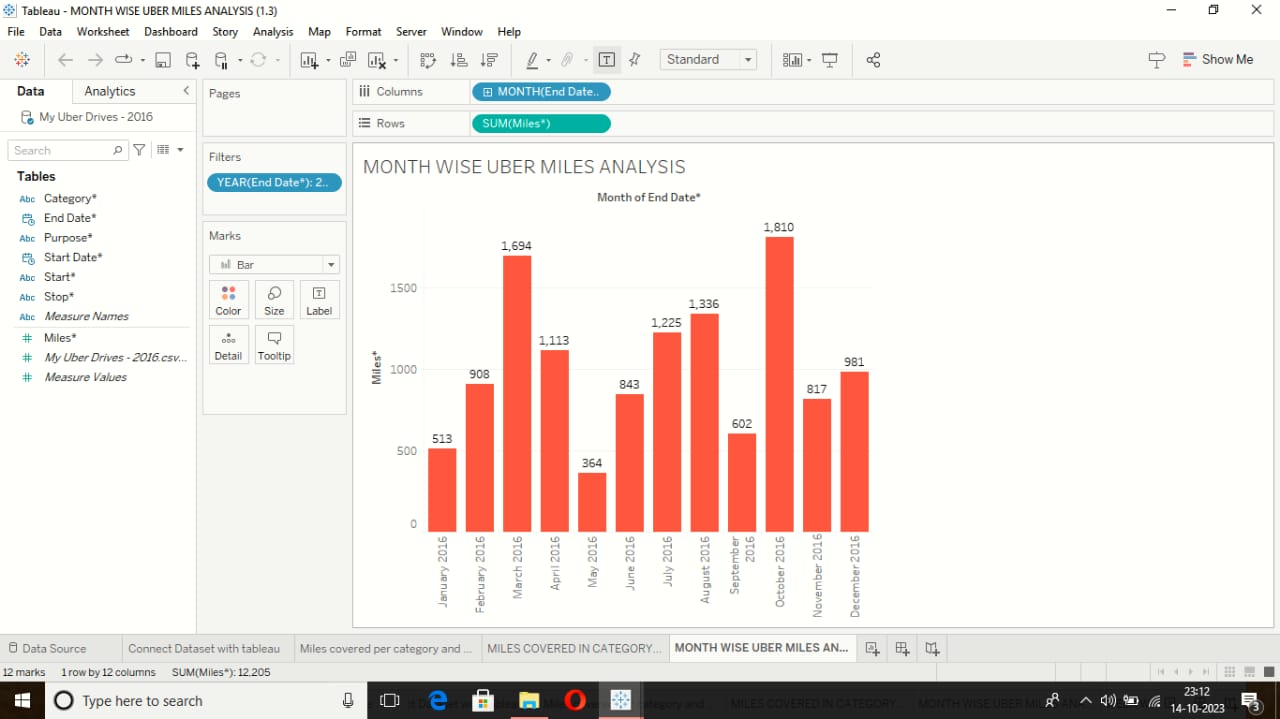 Tableau - MONTH WISE UBER MILES ANALYSIS (1.3)
File Data Worksheet Dashboard Story Analysis Map Format Server Window Help
Standard
Show Me
Data Analytics
My Uber Drives - 2016
Search
Tables
Abc Category*
End Date*
Abc Purpose*
Start Date*
Abc Start*
Abc Stop*
Abc Measure Names
# Miles*
# My Uber Drives - 2016.csv...
# Measure Values
Pages
Filters
YEAR(End Date*): 2..
Marks
Bar
Color Size Label
Detail Tooltip
Columns MONTH(End Date..
Rows SUM(Miles*)
MONTH WISE UBER MILES ANALYSIS
Month of End Date*
Miles*
1500
1000
500
0
513
908
1,694
1,113
364
843
1,225
1,336
602
1,810
817
981
January 2016
February 2016
March 2016
April 2016
May 2016
June 2016
July 2016
August 2016
September
2016
October 2016
November 2016
December 2016
Data Source Connect Dataset with tableau Miles covered per category and ... MILES COVERED IN CATEGORY... MONTH WISE UBER MILES AN...
12 marks 1 row by 12 columns SUM(Miles*): 12,205
Type here to search
23:12
14-10-2023
3